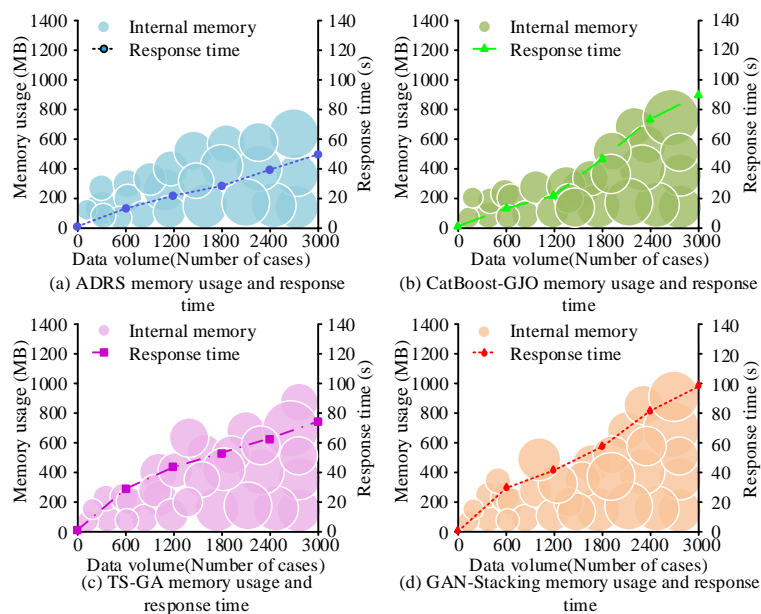 1400
1200
1000
800
600
400
200
0
Memory usage (MB)
Internal memory
Response time
140
120
100
80
60
40
20
0
Response time (s)
0 600 1200 1800 2400 3000
Data volume(Number of cases)
(a) ADRS memory usage and response
time
1400
1200
1000
800
600
400
200
0
Memory usage (MB)
Internal memory
Response time
140
120
100
80
60
40
20
0
Response time (s)
0 600 1200 1800 2400 3000
Data volume(Number of cases)
(b) CatBoost-GJO memory usage and response
time
1400
1200
1000
800
600
400
200
0
Memory usage (MB)
Internal memory
Response time
140
120
100
80
60
40
20
0
Response time (s)
0 600 1200 1800 2400 3000
Data volume(Number of cases)
(c) TS-GA memory usage and
response time
1400
1200
1000
800
600
400
200
0
Memory usage (MB)
Internal memory
Response time
140
120
100
80
60
40
20
0
Response time (s)
0 600 1200 1800 2400 3000
Data volume(Number of cases)
(d) GAN-Stacking memory usage and response
time